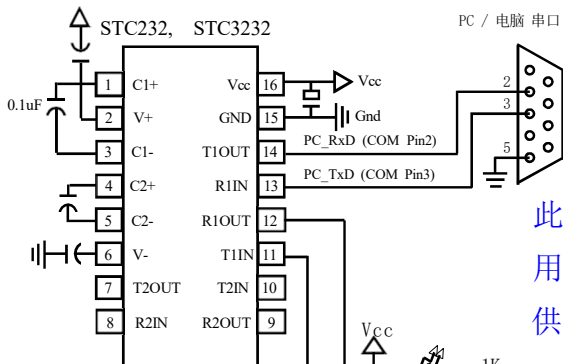 STC232, STC3232
PC / 电脑 串口
0.1uF
1 C1+ Vcc 16 Vcc
2 V+ GND 15 Gnd
3 C1- T1OUT 14 PC_RxD (COM Pin2)
4 C2+ R1IN 13 PC_TxD (COM Pin3)
5 C2- R1OUT 12
6 V- T1IN 11
7 T2OUT T2IN 10
8 R2IN R2OUT 9
2
3
5
此
用
供
Vcc
1K